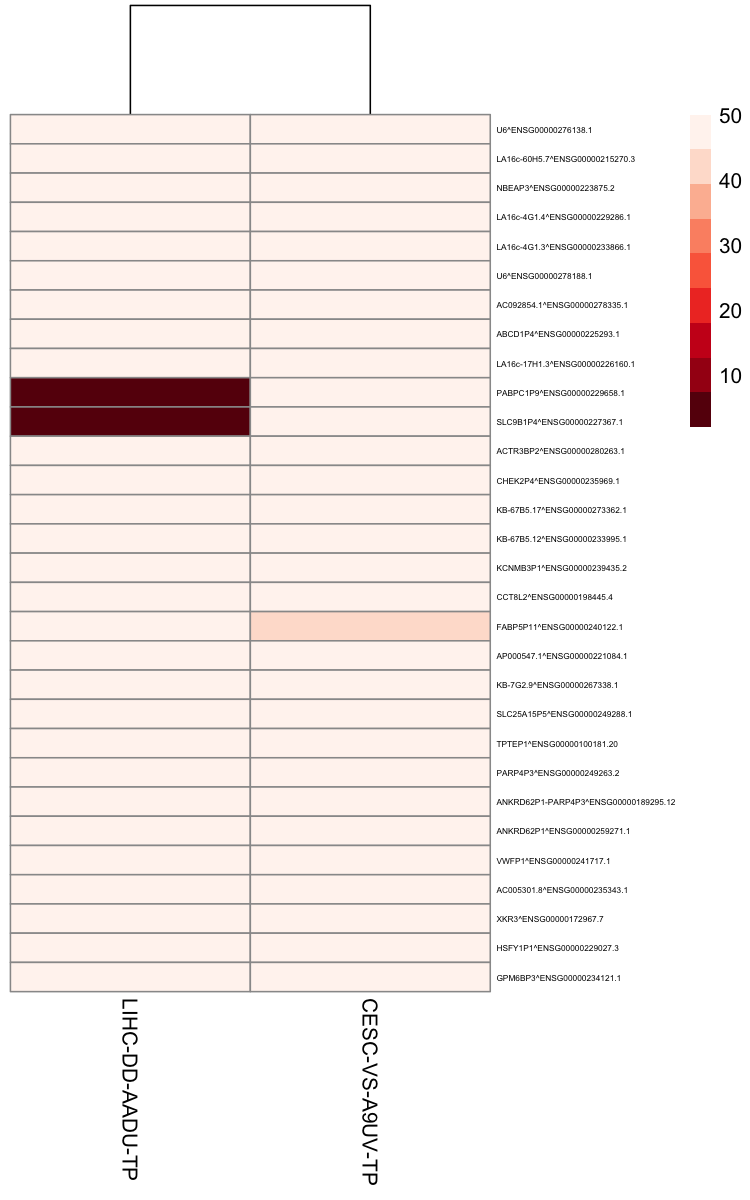 50
U6^ENSG00000276138.1
LA16c-60H5.7^ENSG00000215270.3
40
NBEAP3^ENSG00000223875.2
LA16c-4G1.4^ENSG00000229286.1
30
LA16c-4G1.3^ENSG00000233866.1
U6^ENSG00000278188.1
20
AC092854.1^ENSG00000278335.1
ABCD1P4^ENSG00000225293.1
LA16c-17H1.3^ENSG00000226160.1
10
PABPC1P9^ENSG00000229658.1
SLC9B1P4^ENSG00000227367.1
ACTR3BP2^ENSG00000280263.1
CHEK2P4^ENSG00000235969.1
KB-67B5.17^ENSG00000273362.1
KB-67B5.12^ENSG00000233995.1
KCNMB3P1^ENSG00000239435.2
CCT8L2^ENSG00000198445.4
FABP5P11^ENSG00000240122.1
AP000547.1^ENSG00000221084.1
KB-7G2.9^ENSG00000267338.1
SLC25A15P5^ENSG00000249288.1
TPTEP1^ENSG00000100181.20
PARP4P3^ENSG00000249263.2
ANKRD62P1-PARP4P3^ENSG00000189295.12
ANKRD62P1^ENSG00000259271.1
VWFP1^ENSG00000241717.1
AC005301.8^ENSG00000235343.1
XKR3^ENSG00000172967.7
HSFY1P1^ENSG00000229027.3
GPM6BP3^ENSG00000234121.1
LIHC-DD-AADU-TP
CESC-VS-A9UV-TP